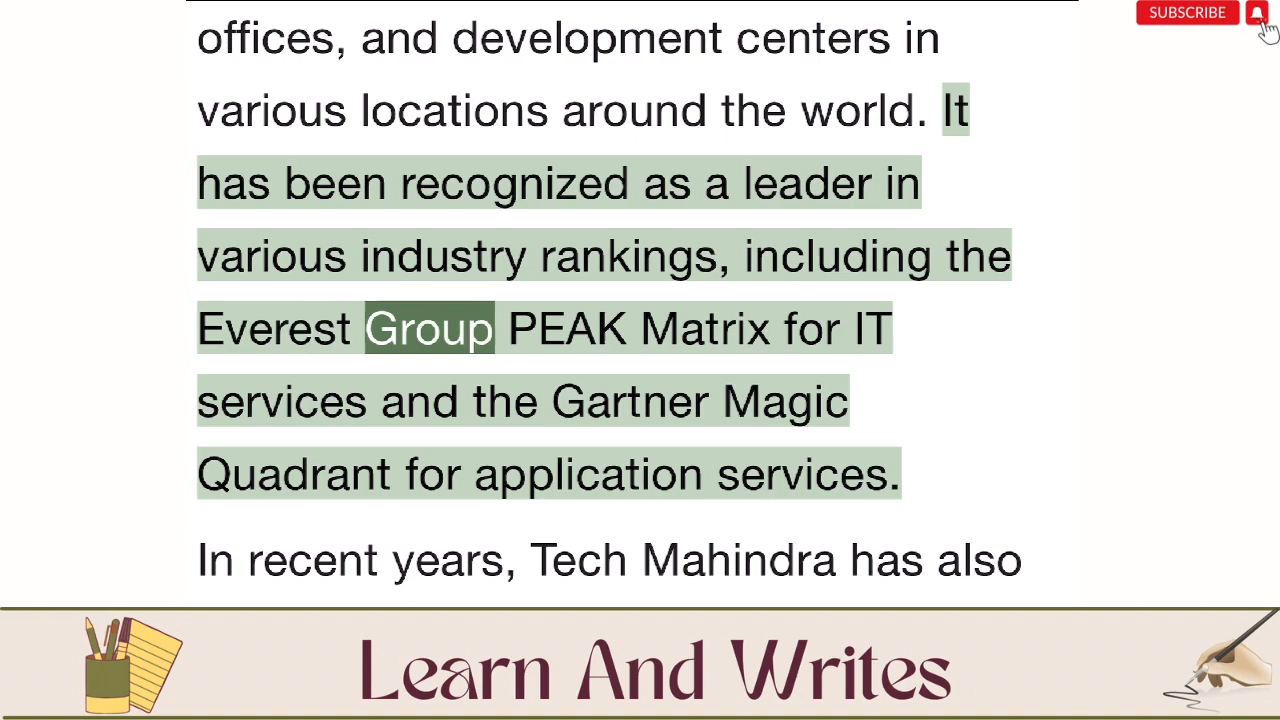 SUBSCRIBE
offices, and development centers in
various locations around the world. It
has been recognized as a leader in
various industry rankings, including the
Everest Group PEAK Matrix for IT
services and the Gartner Magic
Quadrant for application services.
In recent years, Tech Mahindra has also
Learn And Writes